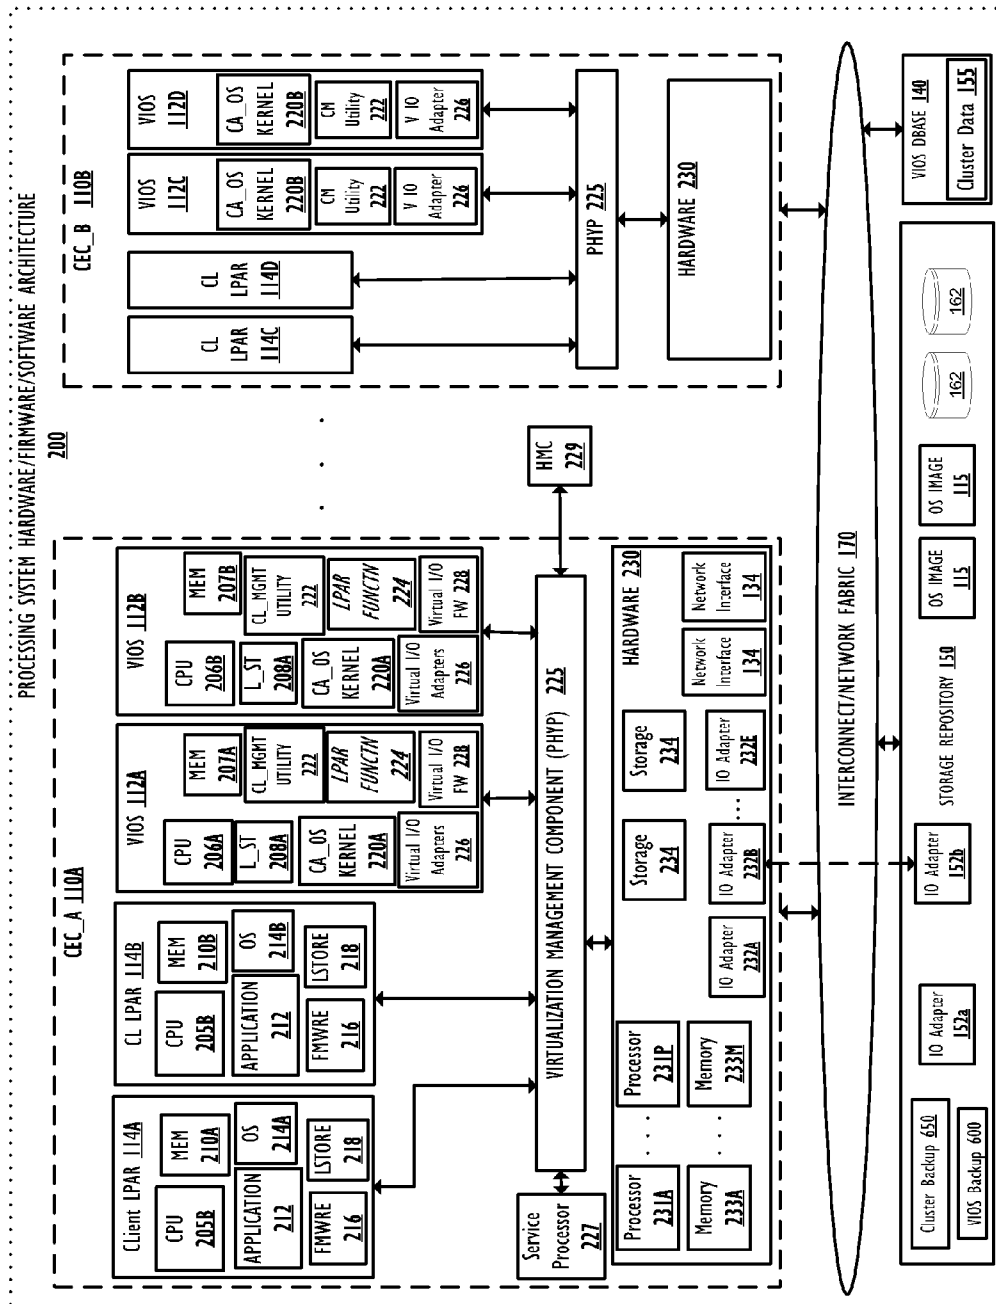 PROCESSING SYSTEM HARDWARE/FIRMWARE/SOFTWARE ARCHITECTURE
200
CEC_A 110A
CLient LPAR 114A
CPU
205B
MEM
210A
APPLICATION
212
OS
214A
FMWRE
216
LSTORE
218
CL LPAR 114B
CPU
205B
MEM
210B
APPLICATION
212
OS
214B
FMWRE
216
LSTORE
218
VIOS 112A
CPU
206A
MEM
207A
L_ST
208A
CL_MGMT
UTILITY
222
CA_OS
KERNEL
220A
LPAR
FUNCTN
224
Virtual I/O
Adapters
226
Virtual I/O
FW 228
VIOS 112B
CPU
206B
MEM
207B
L_ST
208A
CL_MGMT
UTILITY
222
CA_OS
KERNEL
220A
LPAR
FUNCTN
224
Virtual I/O
Adapters
226
Virtual I/O
FW 228
Service
Processor
227
VIRTUALIZATION MANAGEMENT COMPONENT (PHYP) 225
HMC
229
HARDWARE 230
Processor
231A
. . .
Processor
231P
Memory
233A
. . .
Memory
233M
Storage
234
Storage
234
IO Adapter
232A
IO Adapter
232B
...
IO Adapter
232E
Network
Interface
134
Network
Interface
134
. . .
CEC_B 110B
CL
LPAR
114C
CL
LPAR
114D
VIOS
112C
CA_OS
KERNEL
220B
CM
Utility
222
V IO
Adapter
226
VIOS
112D
CA_OS
KERNEL
220B
CM
Utility
222
V IO
Adapter
226
PHYP 225
HARDWARE 230
INTERCONNECT/NETWORK FABRIC 170
Cluster Backup 650
VIOS Backup 600
IO Adapter
152a
IO Adapter
152b
STORAGE REPOSITORY 150
OS IMAGE
115
OS IMAGE
115
162
162
VIOS DBASE 140
Cluster Data 155